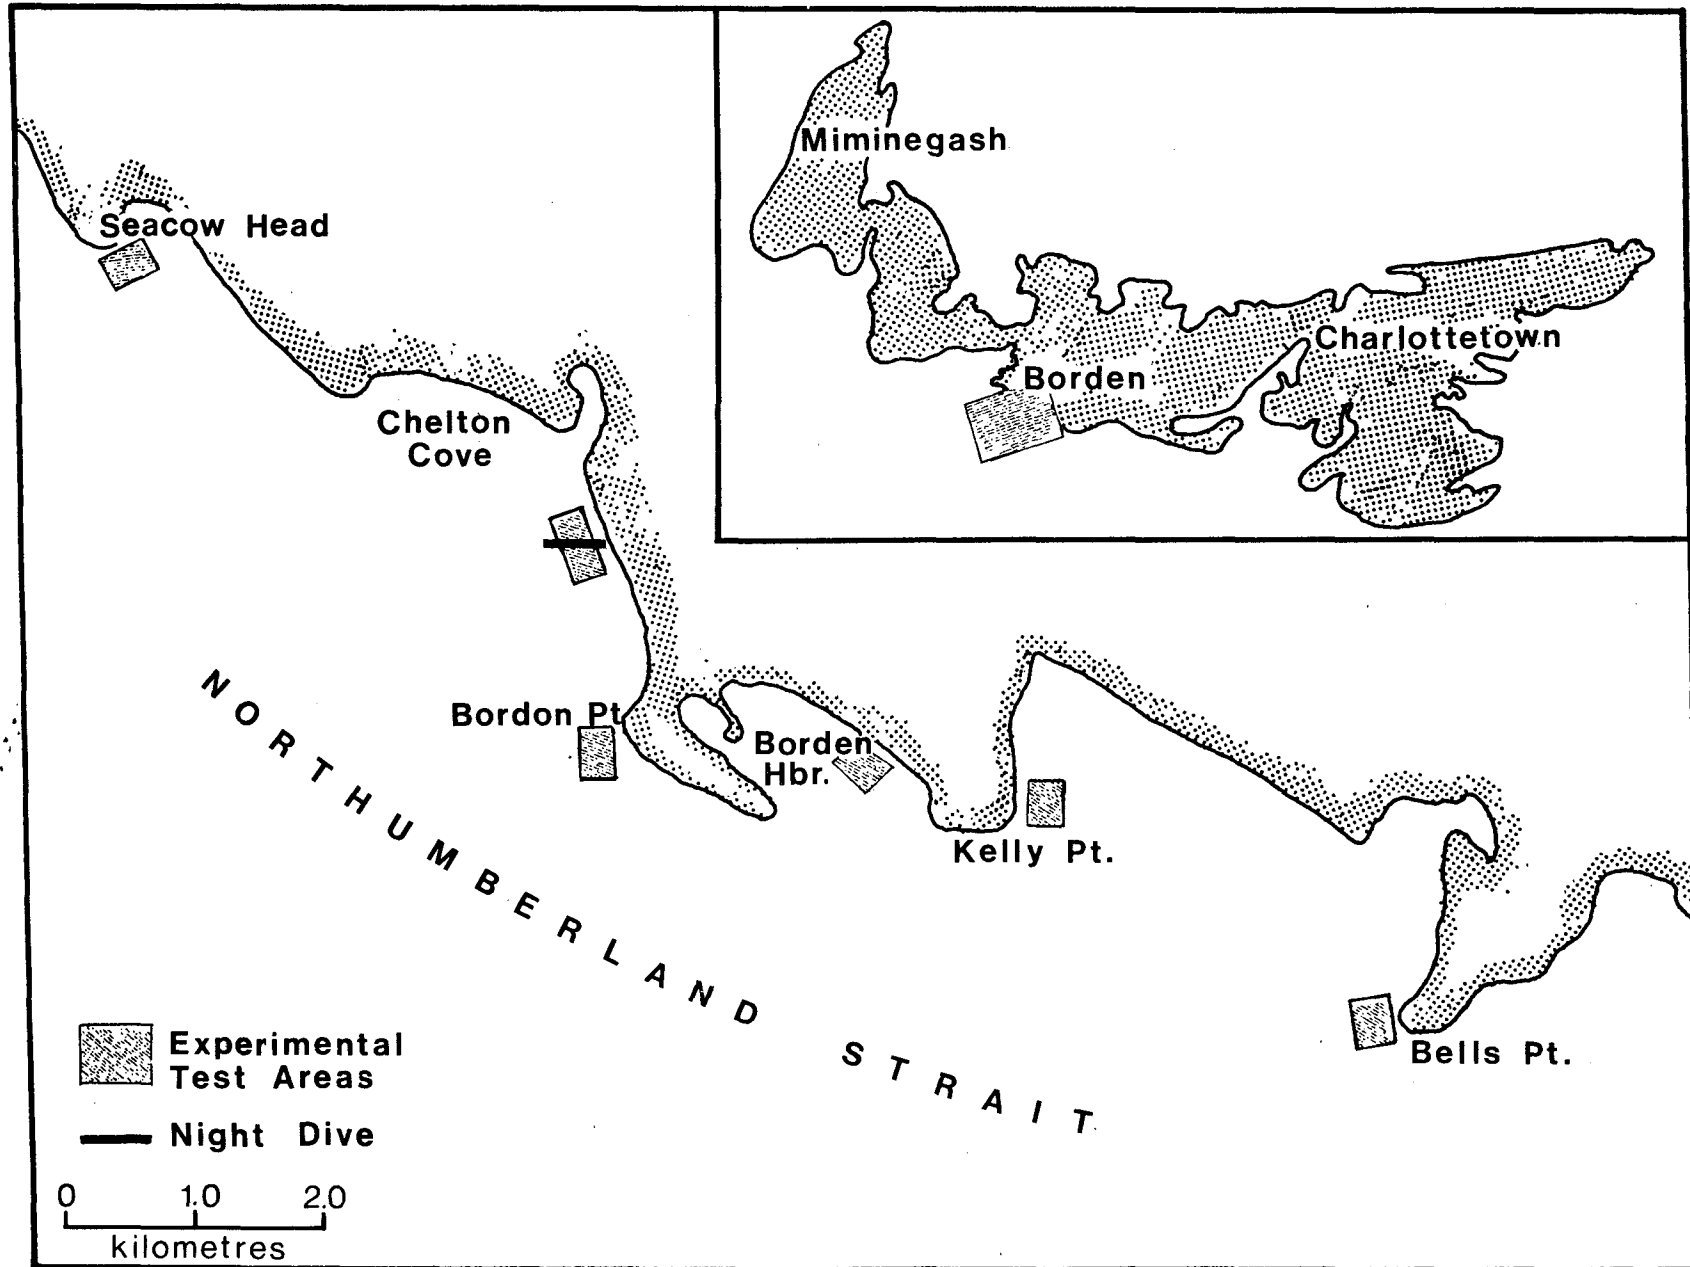 Miminegash
Charlottetown
Borden
Seacow Head
Chelton
Cove
Bordon Pt
Borden
Hbr.
Kelly Pt.
Bells Pt.
NORTHUMBERLAND STRAIT
Experimental
Test Areas
Night Dive
0 1.0 2.0
kilometres